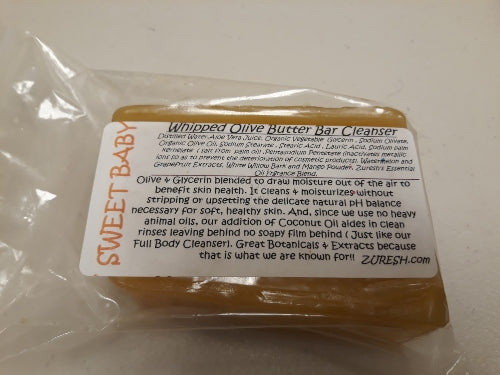 SWEET BABY
Whipped Olive Butter Bar Cleanser
Distilled Water, Aloe Vera Juice, Organic Vegetable Glycerin, Sodium Olivate,
Organic Olive Oil, Sodium Stearate, Stearic Acid, Lauric Acid, Sodium Palm
Kernelate (salt from palm oil), Pentasodium Pentetate (inactivates metallic
ions so as to prevent the deterioration of cosmetic products), Watermelon and
Grapefruit Extracts, White Willow Bark and Mango Powder, Zuresh's Essential
Oil Frgrance Blend.
Olive & Glycerin blended to draw moisture out of the air to
benefit skin health. It cleans & moisturizes without
stripping or upsetting the delicate natural pH balance
necessary for soft, healthy skin. And, since we use no heavy
animal oils, our addition of Coconut Oil aides in clean
rinses leaving behind no soapy film behind ( Just like our
Full Body Cleanser). Great Botanicals & Extracts because
that is what we are known for!! ZURESH.com